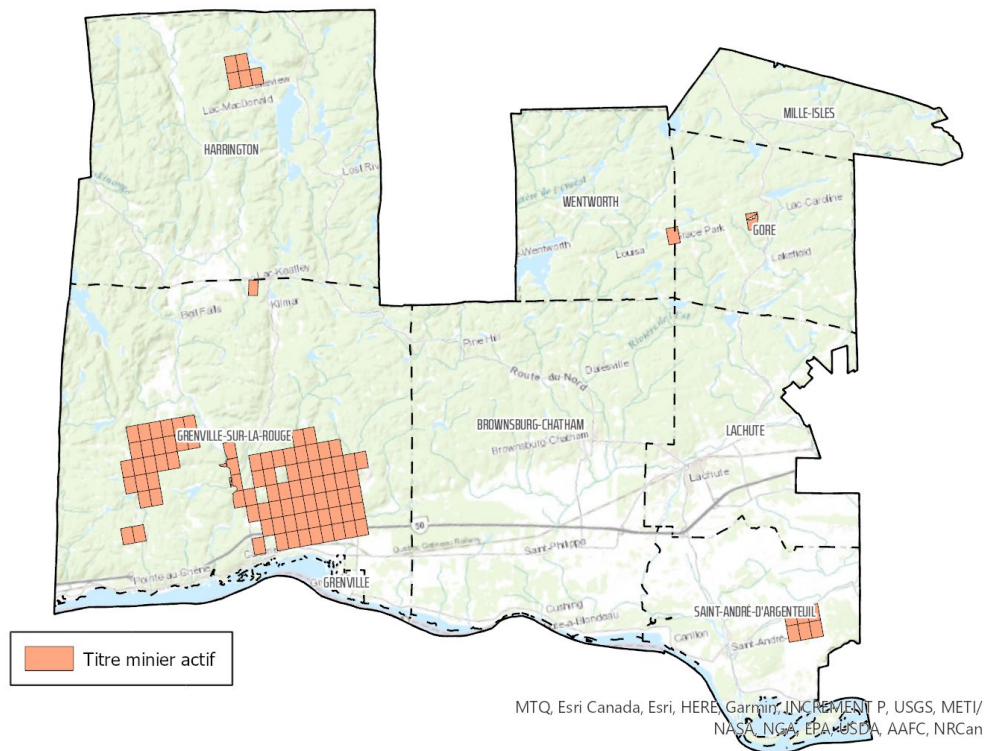 MILLE-ISLES
Lakeview
Lac-MacDonald
HARRINGTON
Lost Riv
WENTWORTH
Lac-Caroline
GORE
Grace Park
-Wentworth
Louisa
Lakefield
Lac-Keatley
Bell Falls
Kilmar
Pine Hill
Route du Nord
Dalesville
GRENVILLE-SUR-LA-ROUGE
BROWNSBURG-CHATHAM
Brownsburg-Chatham
LACHUTE
Lachute
50
Saint-Philippe
Pointe-au-Chêne
GRENVILLE
Cushing
SAINT-ANDRÉ-D'ARGENTEUIL
Carillon
Saint-André-
Titre minier actif
MTQ, Esri Canada, Esri, HERE, Garmin, INCREMENT P, USGS, METI/
NASA, NGA, EPA, USDA, AAFC, NRCan